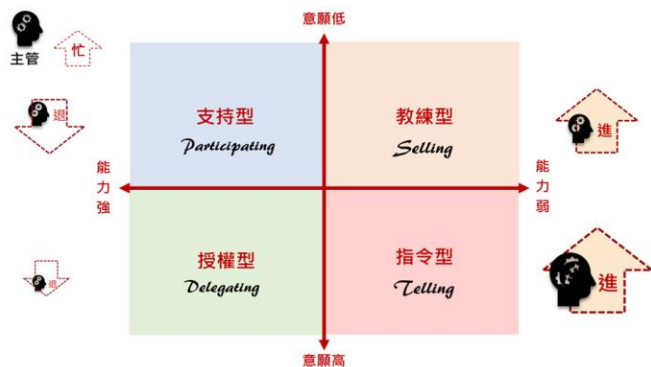 意願低
主管
忙
退
支持型
Participating
教練型
Selling
進
能力強
能力弱
授權型
Delegating
指令型
Telling
退
進
意願高